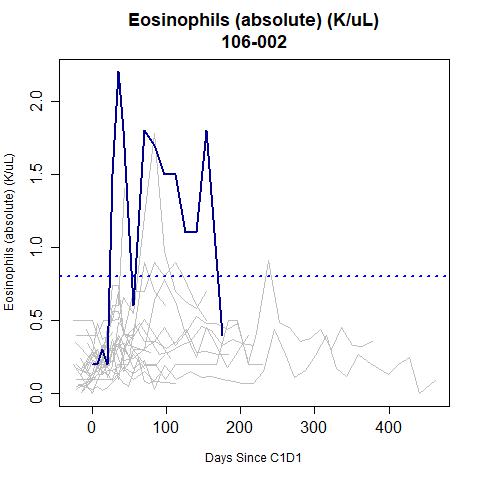 Eosinophils (absolute) (K/uL)
106-002
Eosinophils (absolute) (K/uL)
2.0
1.5
1.0
0.5
0.0
0 100 200 300 400
Days Since C1D1